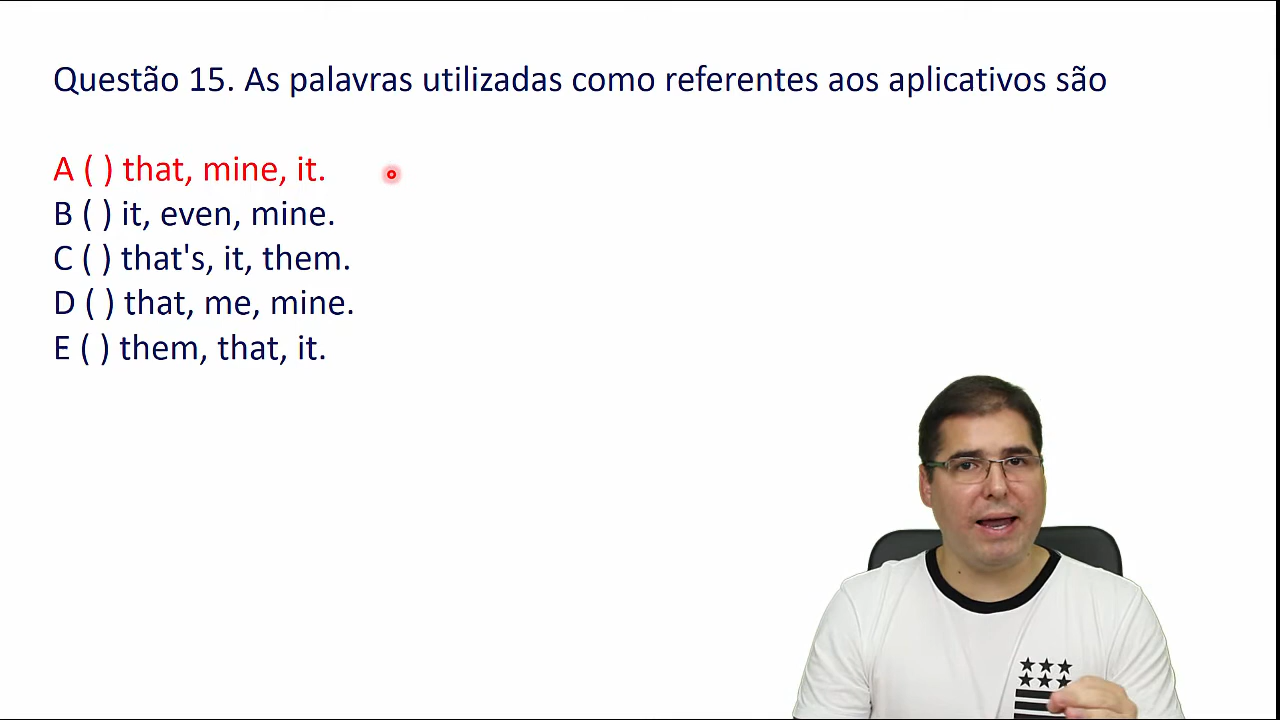 Questão 15. As palavras utilizadas como referentes aos aplicativos são
A ( ) that, mine, it.
B ( ) it, even, mine.
C ( ) that's, it, them.
D ( ) that, me, mine.
E ( ) them, that, it.